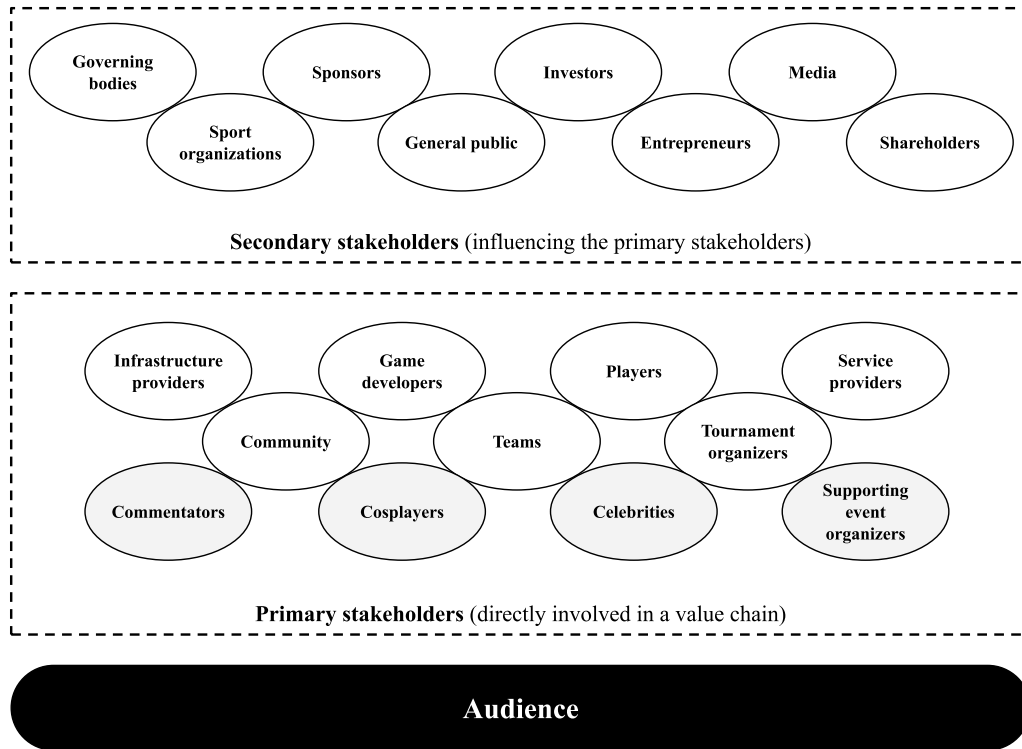 Governing
bodies
Sponsors
Investors
Media
Sport
organizations
General public
Entrepreneurs
Shareholders
Secondary stakeholders (influencing the primary stakeholders)
Infrastructure
providers
Game
developers
Players
Service
providers
Community
Teams
Tournament
organizers
Commentators
Cosplayers
Celebrities
Supporting
event
organizers
Primary stakeholders (directly involved in a value chain)
Audience